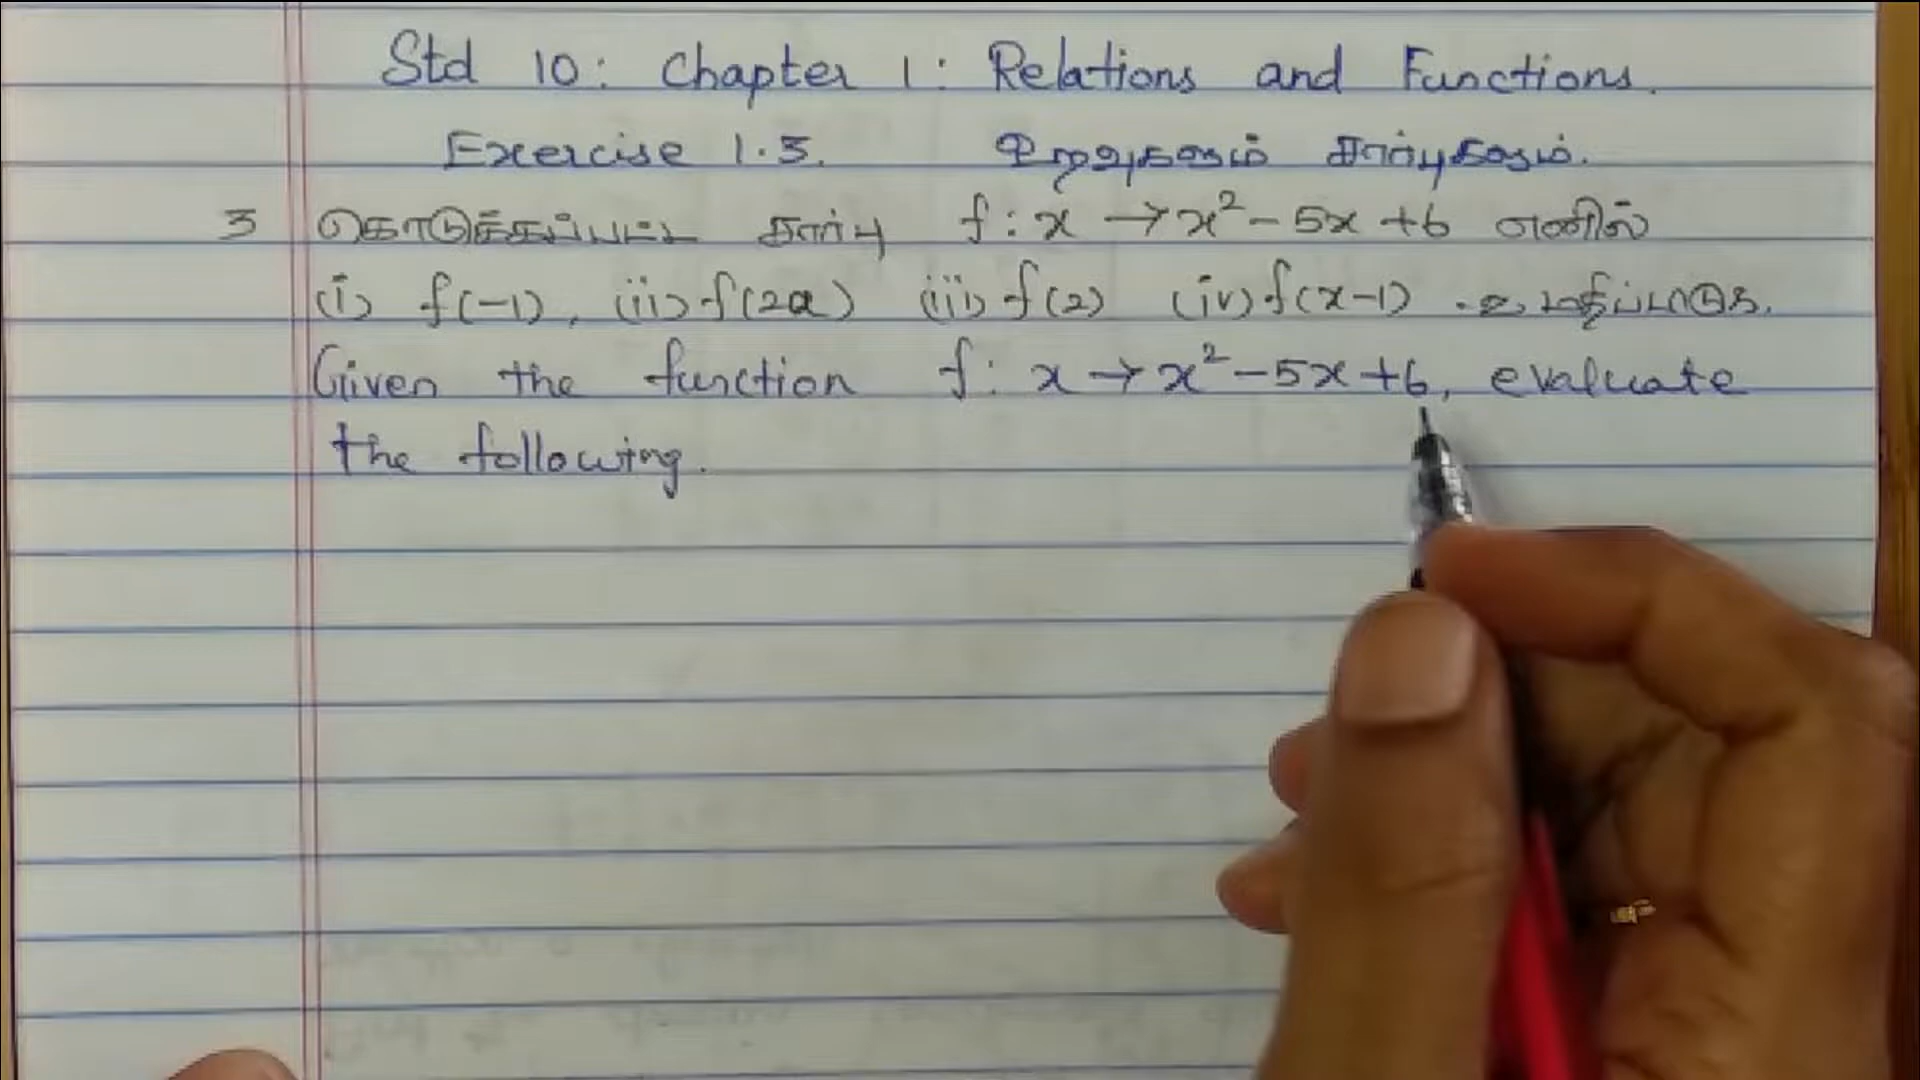 Std 10: Chapter 1: Relations and Functions.
Exercise 1.3. உறவுகளும் சார்புகளும்.
3 கொடுக்கப்பட்ட சார்பு f: x → x² - 5x + 6 எனில்
(i) f(-1), (ii) f(2a) (iii) f(2) (iv) f(x-1) -ஐ மதிப்பிடுக.
Given the function f: x → x² - 5x + 6, evaluate
the following.